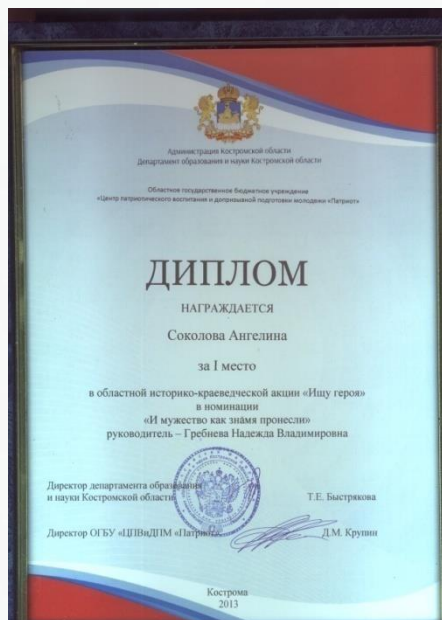 Администрация Костромской области
Департамент образования и науки Костромской области
Областное государственное бюджетное учреждение
«Центр патриотического воспитания и допризывной подготовки молодежи «Патриот»
ДИПЛОМ
НАГРАЖДАЕТСЯ
Соколова Ангелина
за I место
в областной историко-краеведческой акции «Ищу героя»
в номинации
«И мужество как знáмя пронесли»
руководитель – Гребнева Надежда Владимировна
Директор департамента образования
и науки Костромской области Т.Е. Быстрякова
Директор ОГБУ «ЦПВиДПМ «Патриот» Д.М. Крупин
Кострома
2013